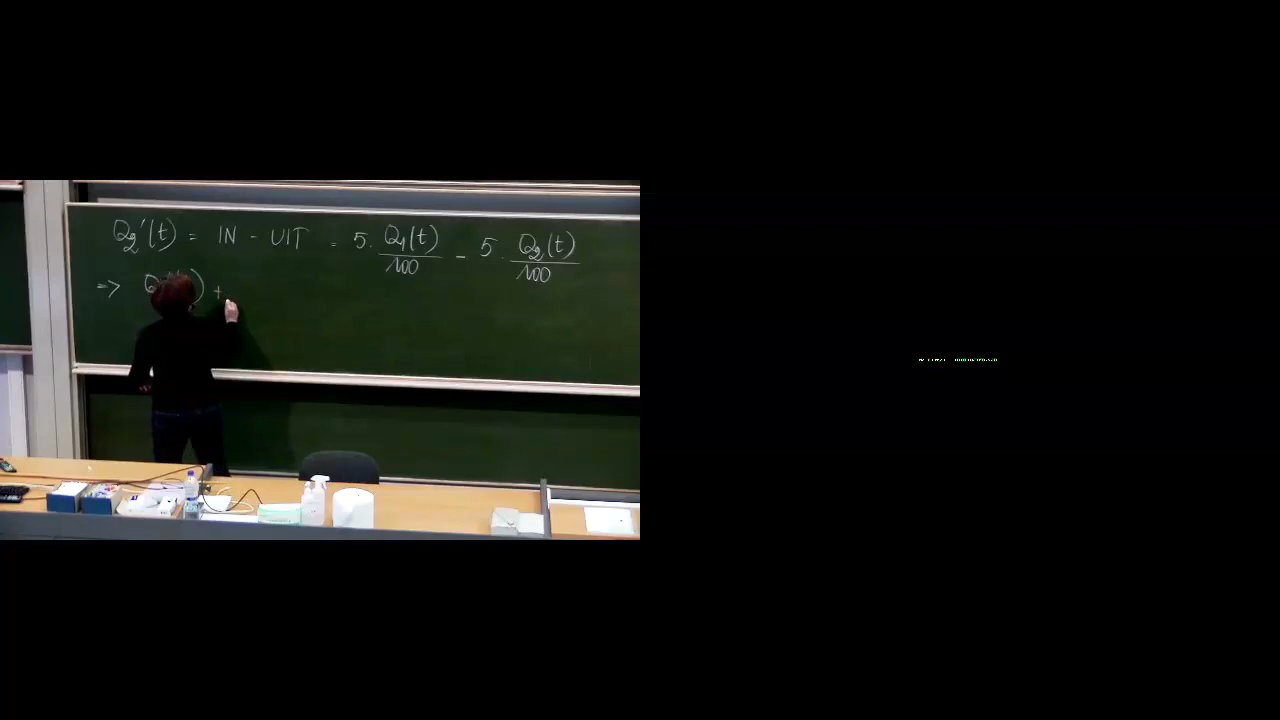 Q₂'(t) = IN - UIT = 5 · Q₁(t)/100 - 5 · Q₂(t)/100
=> Q ) +